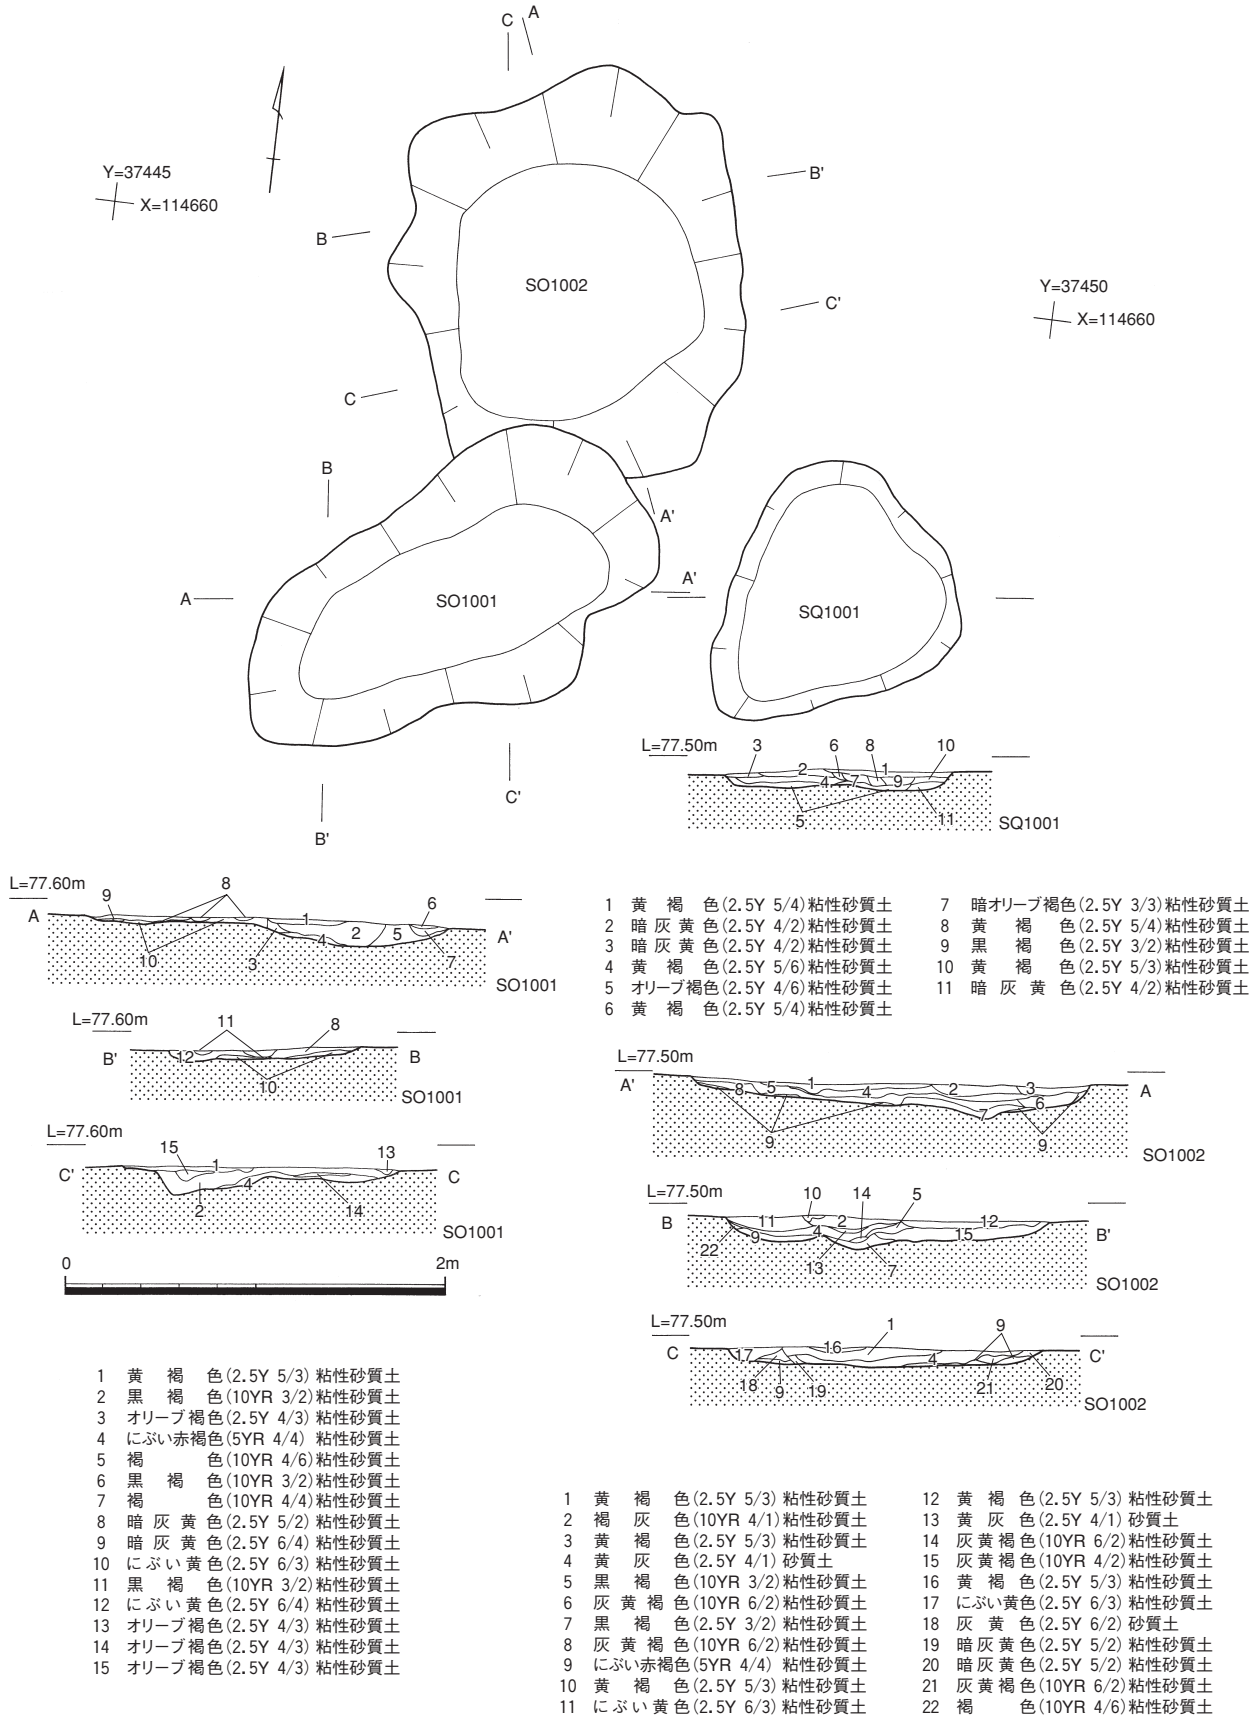 C A
Y=37445
X=114660
B'
B
SO1002
Y=37450
X=114660
C'
C
B
A'
A
SO1001
A'
SQ1001
C'
B'
L=77.50m
3 2 6 8 1 10
4 7 9
5 11
SQ1001
L=77.60m
9 8 6
A 1 A'
4 2 5
10 3 7
SO1001
L=77.60m
11 8
B' 12 B
10
SO1001
L=77.60m
15 1 13
C' C
2 4 14
SO1001
0 2m
1 黄褐色(2.5Y 5/4)粘性砂質土
2 暗灰黄色(2.5Y 4/2)粘性砂質土
3 暗灰黄色(2.5Y 4/2)粘性砂質土
4 黄褐色(2.5Y 5/6)粘性砂質土
5 オリーブ褐色(2.5Y 4/6)粘性砂質土
6 黄褐色(2.5Y 5/4)粘性砂質土
7 暗オリーブ褐色(2.5Y 3/3)粘性砂質土
8 黄褐色(2.5Y 5/4)粘性砂質土
9 黒褐色(2.5Y 3/2)粘性砂質土
10 黄褐色(2.5Y 5/3)粘性砂質土
11 暗灰黄色(2.5Y 4/2)粘性砂質土
L=77.50m
A' 8 5 1 4 2 3 A
7 6
9 9
SO1002
L=77.50m
10 14 5
B 11 2 12 B'
22 9 4 15
13 7
SO1002
L=77.50m
1 9
C 17 16 4 C'
18 9 19 21 20
SO1002
1 黄褐色(2.5Y 5/3)粘性砂質土
2 黒褐色(10YR 3/2)粘性砂質土
3 オリーブ褐色(2.5Y 4/3)粘性砂質土
4 にぶい赤褐色(5YR 4/4) 粘性砂質土
5 褐色(10YR 4/6)粘性砂質土
6 黒褐色(10YR 3/2)粘性砂質土
7 褐色(10YR 4/4)粘性砂質土
8 暗灰黄色(2.5Y 5/2)粘性砂質土
9 暗灰黄色(2.5Y 6/4)粘性砂質土
10 にぶい黄色(2.5Y 6/3)粘性砂質土
11 黒褐色(10YR 3/2)粘性砂質土
12 にぶい黄色(2.5Y 6/4)粘性砂質土
13 オリーブ褐色(2.5Y 4/3)粘性砂質土
14 オリーブ褐色(2.5Y 4/3)粘性砂質土
15 オリーブ褐色(2.5Y 4/3)粘性砂質土
1 黄褐色(2.5Y 5/3)粘性砂質土
2 褐灰色(10YR 4/1)粘性砂質土
3 黄褐色(2.5Y 5/3)粘性砂質土
4 黄灰色(2.5Y 4/1)砂質土
5 黒褐色(10YR 3/2)粘性砂質土
6 灰黄褐色(10YR 6/2)粘性砂質土
7 黒褐色(2.5Y 3/2)粘性砂質土
8 灰黄褐色(10YR 6/2)粘性砂質土
9 にぶい赤褐色(5YR 4/4) 粘性砂質土
10 黄褐色(2.5Y 5/3)粘性砂質土
11 にぶい黄色(2.5Y 6/3)粘性砂質土
12 黄褐色(2.5Y 5/3)粘性砂質土
13 黄灰色(2.5Y 4/1)砂質土
14 灰黄褐色(10YR 6/2)粘性砂質土
15 灰黄褐色(10YR 4/2)粘性砂質土
16 黄褐色(2.5Y 5/3)粘性砂質土
17 にぶい黄色(2.5Y 6/3)粘性砂質土
18 灰黄色(2.5Y 6/2)砂質土
19 暗灰黄色(2.5Y 5/2)粘性砂質土
20 暗灰黄色(2.5Y 5/2)粘性砂質土
21 灰黄褐色(10YR 6/2)粘性砂質土
22 褐色(10YR 4/6)粘性砂質土